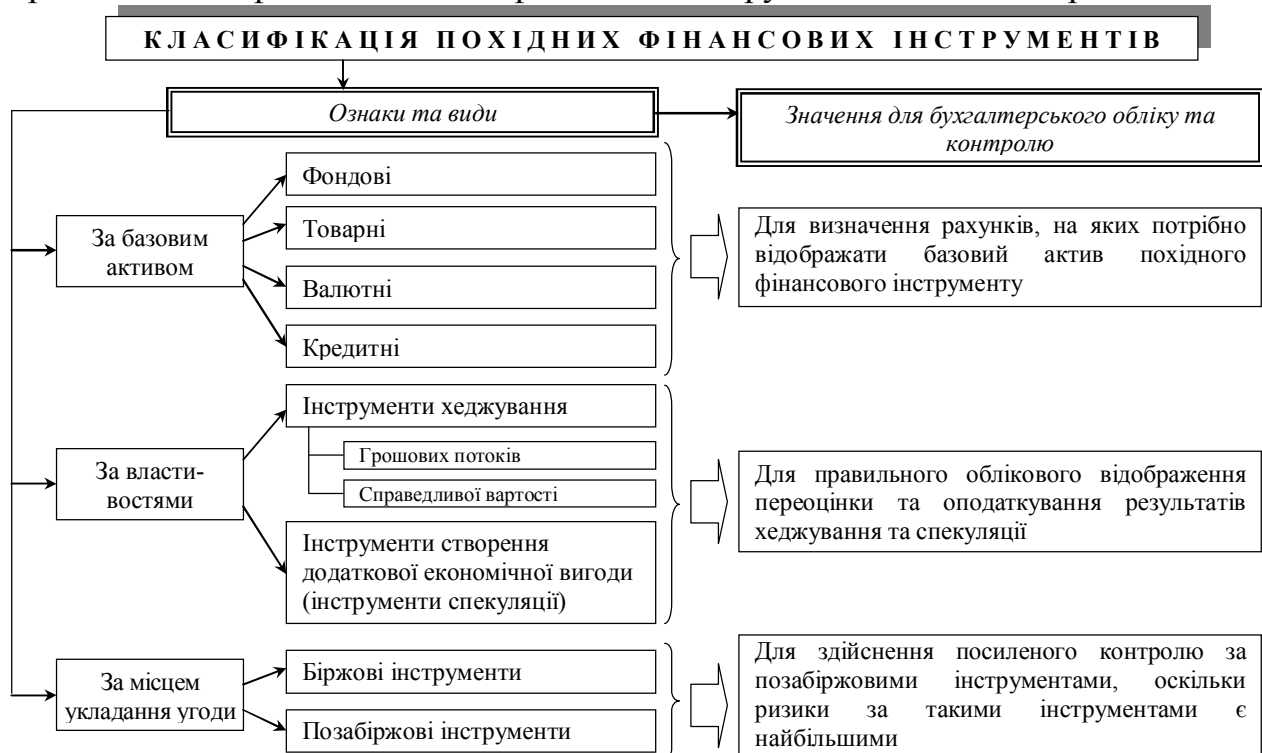 КЛАСИФІКАЦІЯ ПОХІДНИХ ФІНАНСОВИХ ІНСТРУМЕНТІВ
Ознаки та види
Значення для бухгалтерського обліку та
контролю
За базовим
активом
Фондові
Товарні
Валютні
Кредитні
Для визначення рахунків, на яких потрібно
відображати базовий актив похідного
фінансового інструменту
За власти-
востями
Інструменти хеджування
Грошових потоків
Справедливої вартості
Інструменти створення
додаткової економічної вигоди
(інструменти спекуляції)
Для правильного облікового відображення
переоцінки та оподаткування результатів
хеджування та спекуляції
За місцем
укладання угоди
Біржові інструменти
Позабіржові інструменти
Для здійснення посиленого контролю за
позабіржовими інструментами, оскільки
ризики за такими інструментами є
найбільшими